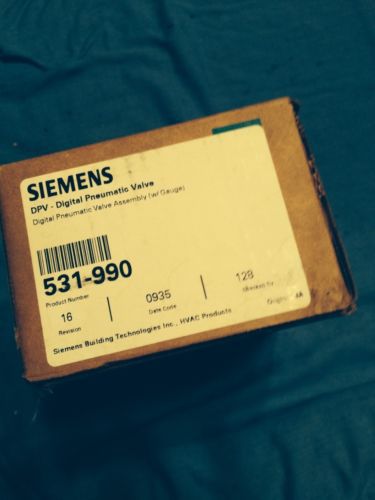 SIEMENS
DPV - Digital Pneumatic Valve
Digital Pneumatic Valve Assembly (w/ Gauge)
531-990
Product Number
16 0935 128
Revision Date Code
Siemens Building Technologies Inc., HVAC Products